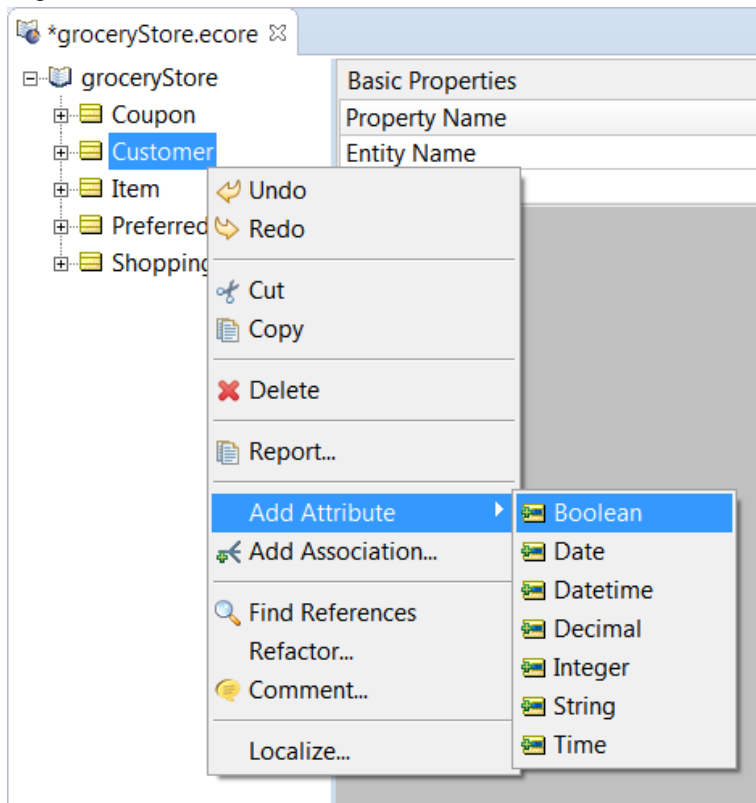 *groceryStore.ecore
groceryStore
Coupon
Customer
Item
Preferred
Shopping
Basic Properties
Property Name
Entity Name
Undo
Redo
Cut
Copy
Delete
Report...
Add Attribute
Add Association...
Find References
Refactor...
Comment...
Localize...
Boolean
Date
Datetime
Decimal
Integer
String
Time